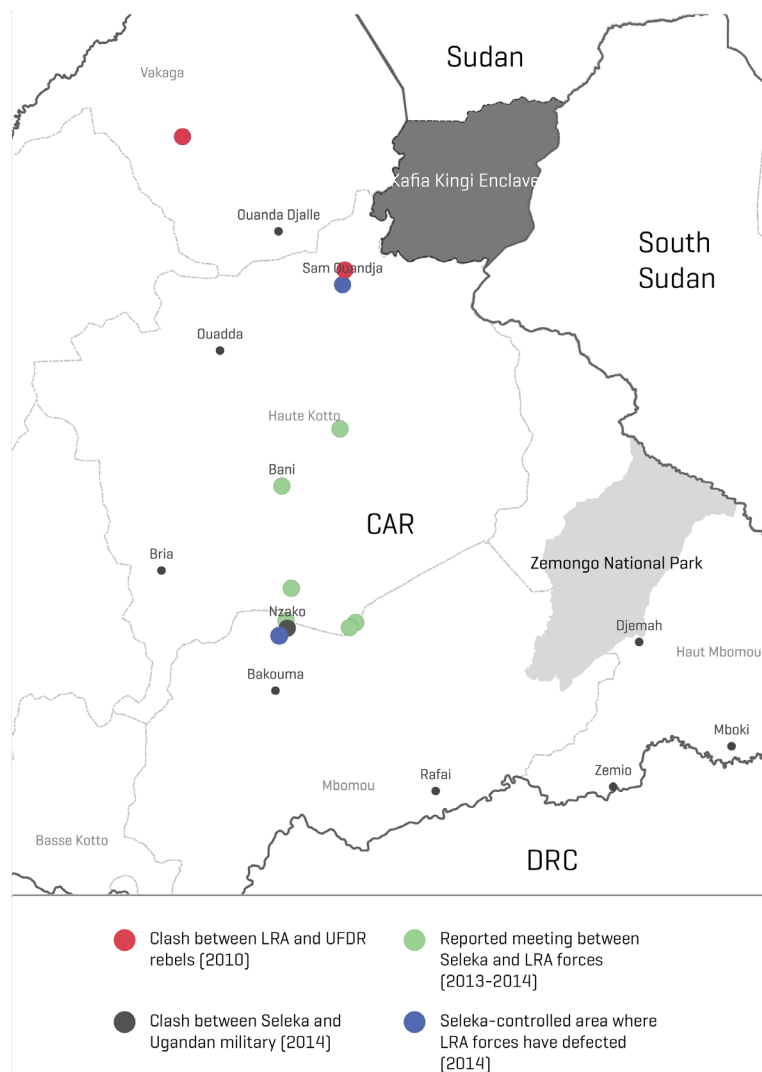 Sudan
Vakaga
Kafia Kingi Enclave
Ouanda Djalle
South
Sudan
Sam Ouandja
Ouadda
Haute Kotto
Bani
CAR
Bria
Zemongo National Park
Nzako
Djemah
Haut Mbomou
Bakouma
Mboki
Rafai
Zemio
Mbomou
Basse Kotto
DRC
Clash between LRA and UFDR
rebels (2010)
Reported meeting between
Seleka and LRA forces
(2013-2014)
Clash between Seleka and
Ugandan military (2014)
Seleka-controlled area where
LRA forces have defected
(2014)